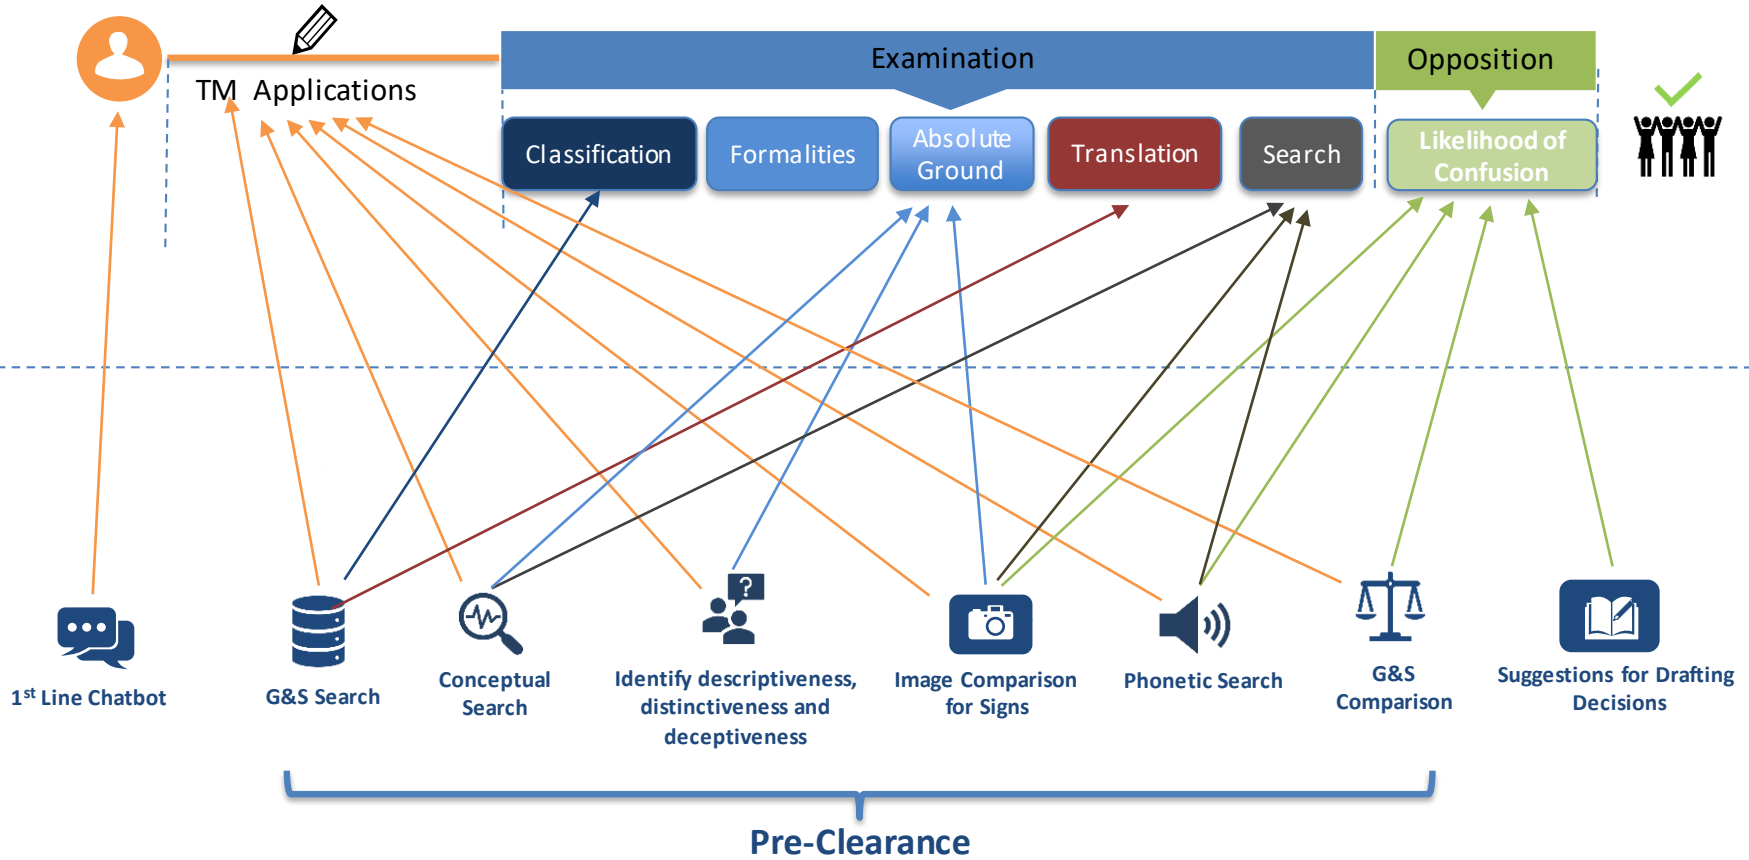 TM Applications
Examination
Opposition
Classification
Formalities
Absolute
Ground
Translation
Search
Likelihood of
Confusion
?
1st Line Chatbot
G&S Search
Conceptual
Search
Identify descriptiveness,
distinctiveness and
deceptiveness
Image Comparison
for Signs
Phonetic Search
G&S
Comparison
Suggestions for Drafting
Decisions
Pre-Clearance